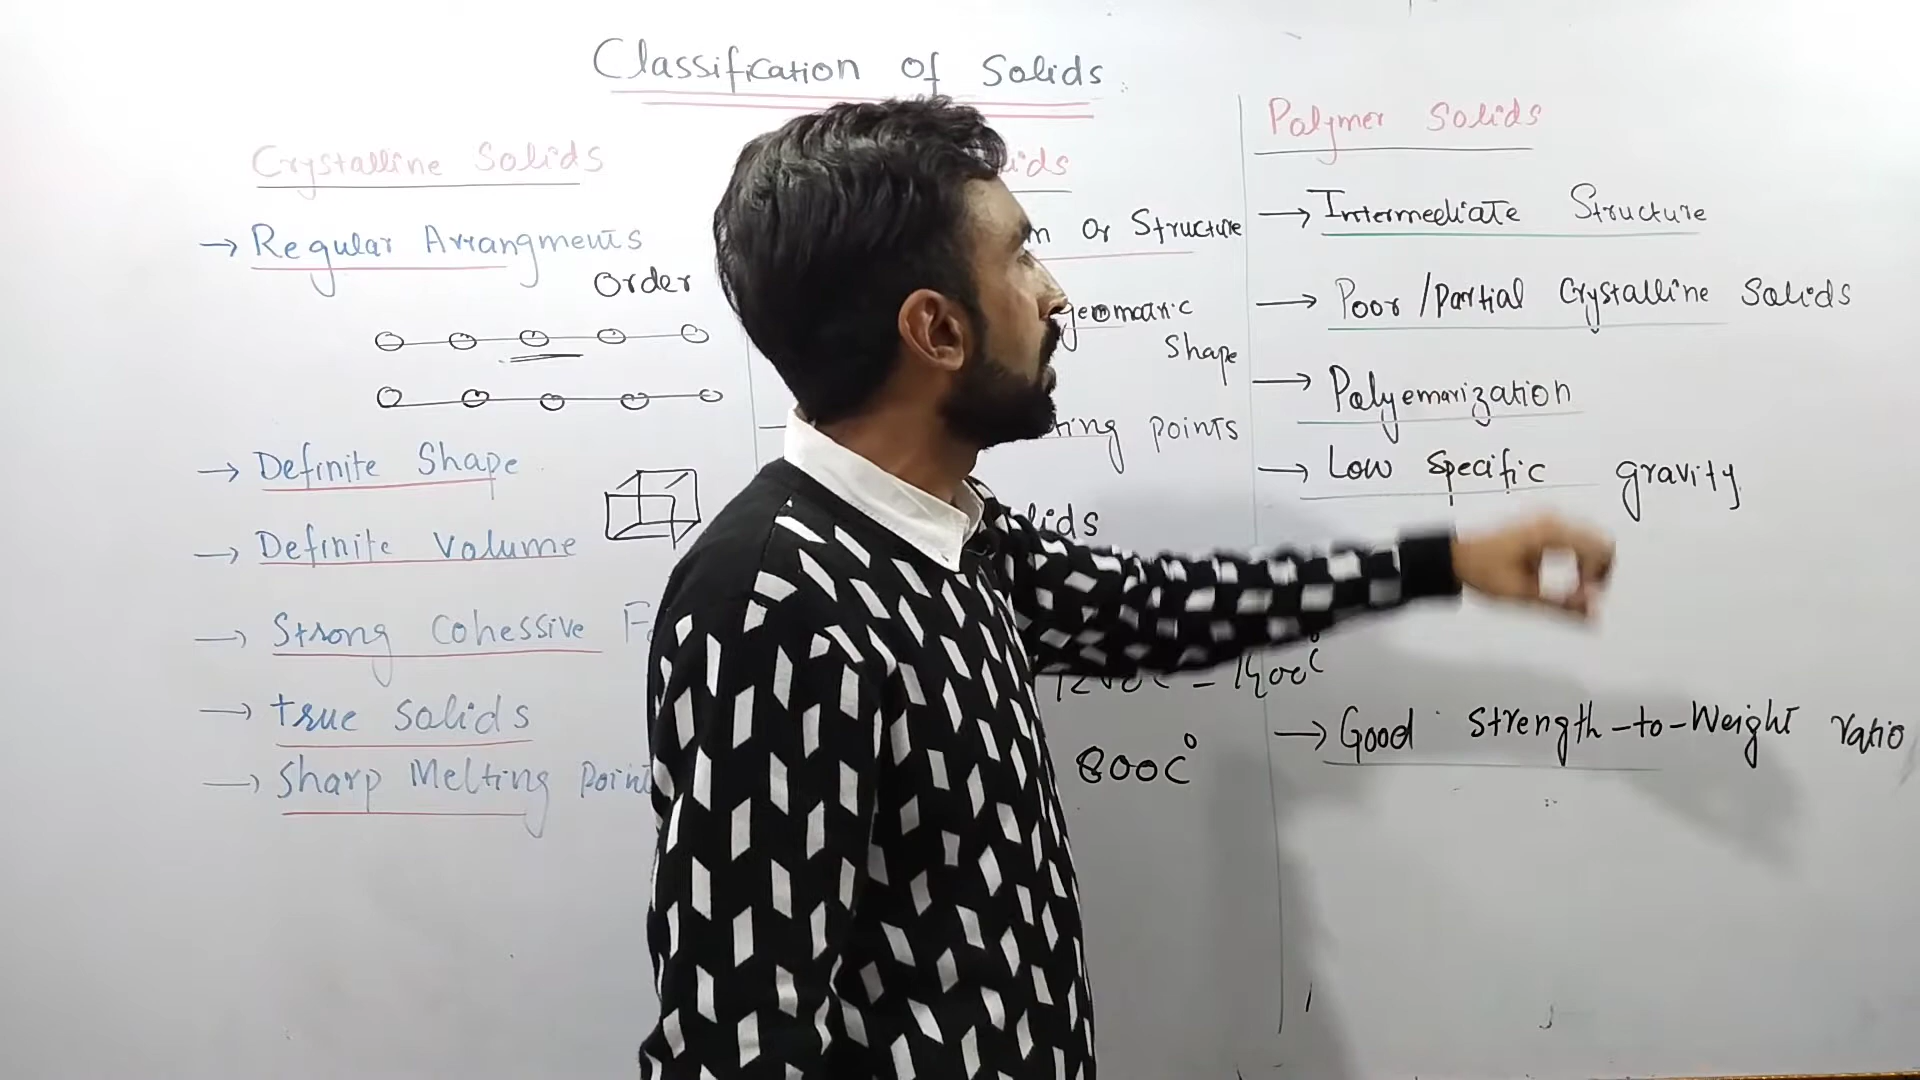 Classification of Solids
Crystalline Solids
→ Regular Arrangments
Order
→ Definite Shape
→ Definite Volume
→ Strong Cohessive
→ true Solids
→ Sharp Melting Point
Or Structure
geomatric
Shape
points
1400C°
800C°
Polymer Solids
→ Intermediate Structure
→ Poor/Partial Crystalline Solids
→ Polyemarization
→ Low Specific gravity
→ Good Strength-to-Weight ratio